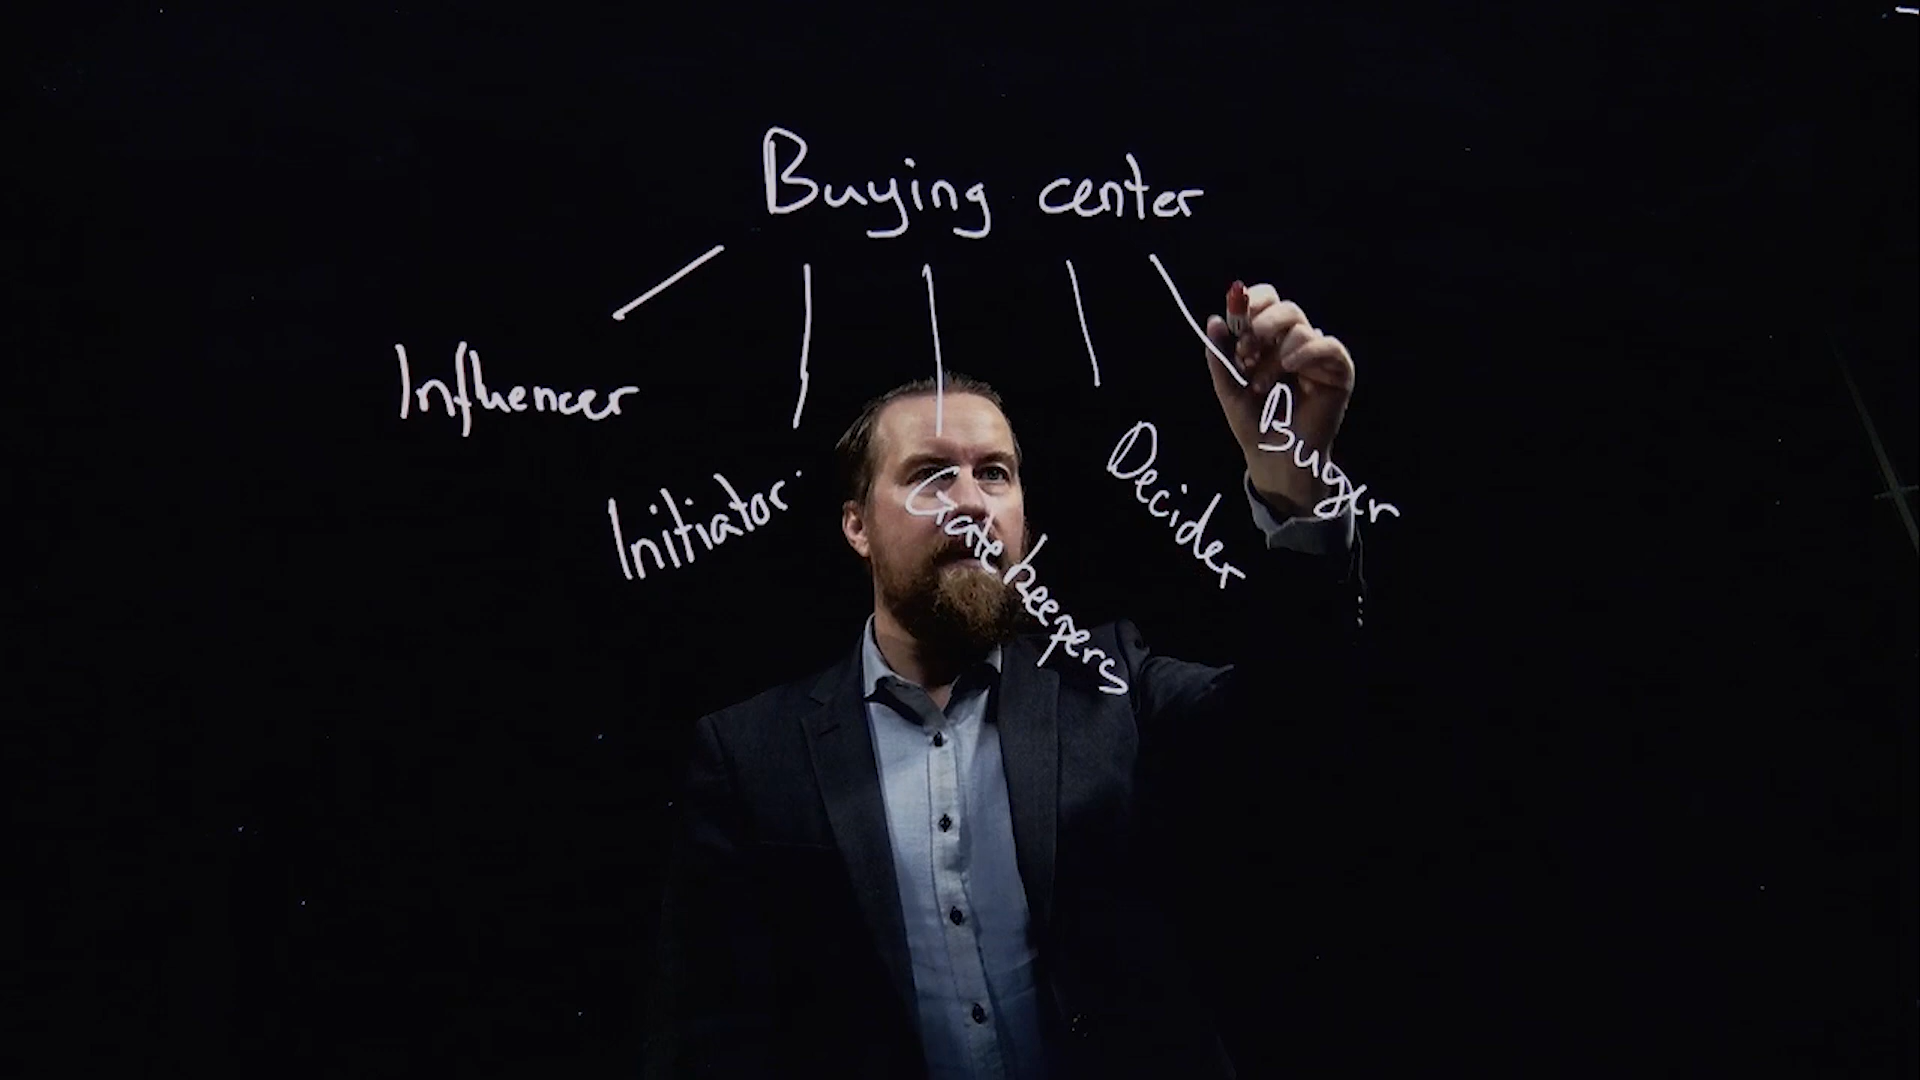 Buying center
Influencer
Initiator
Gatekeepers
Decider
Buyer